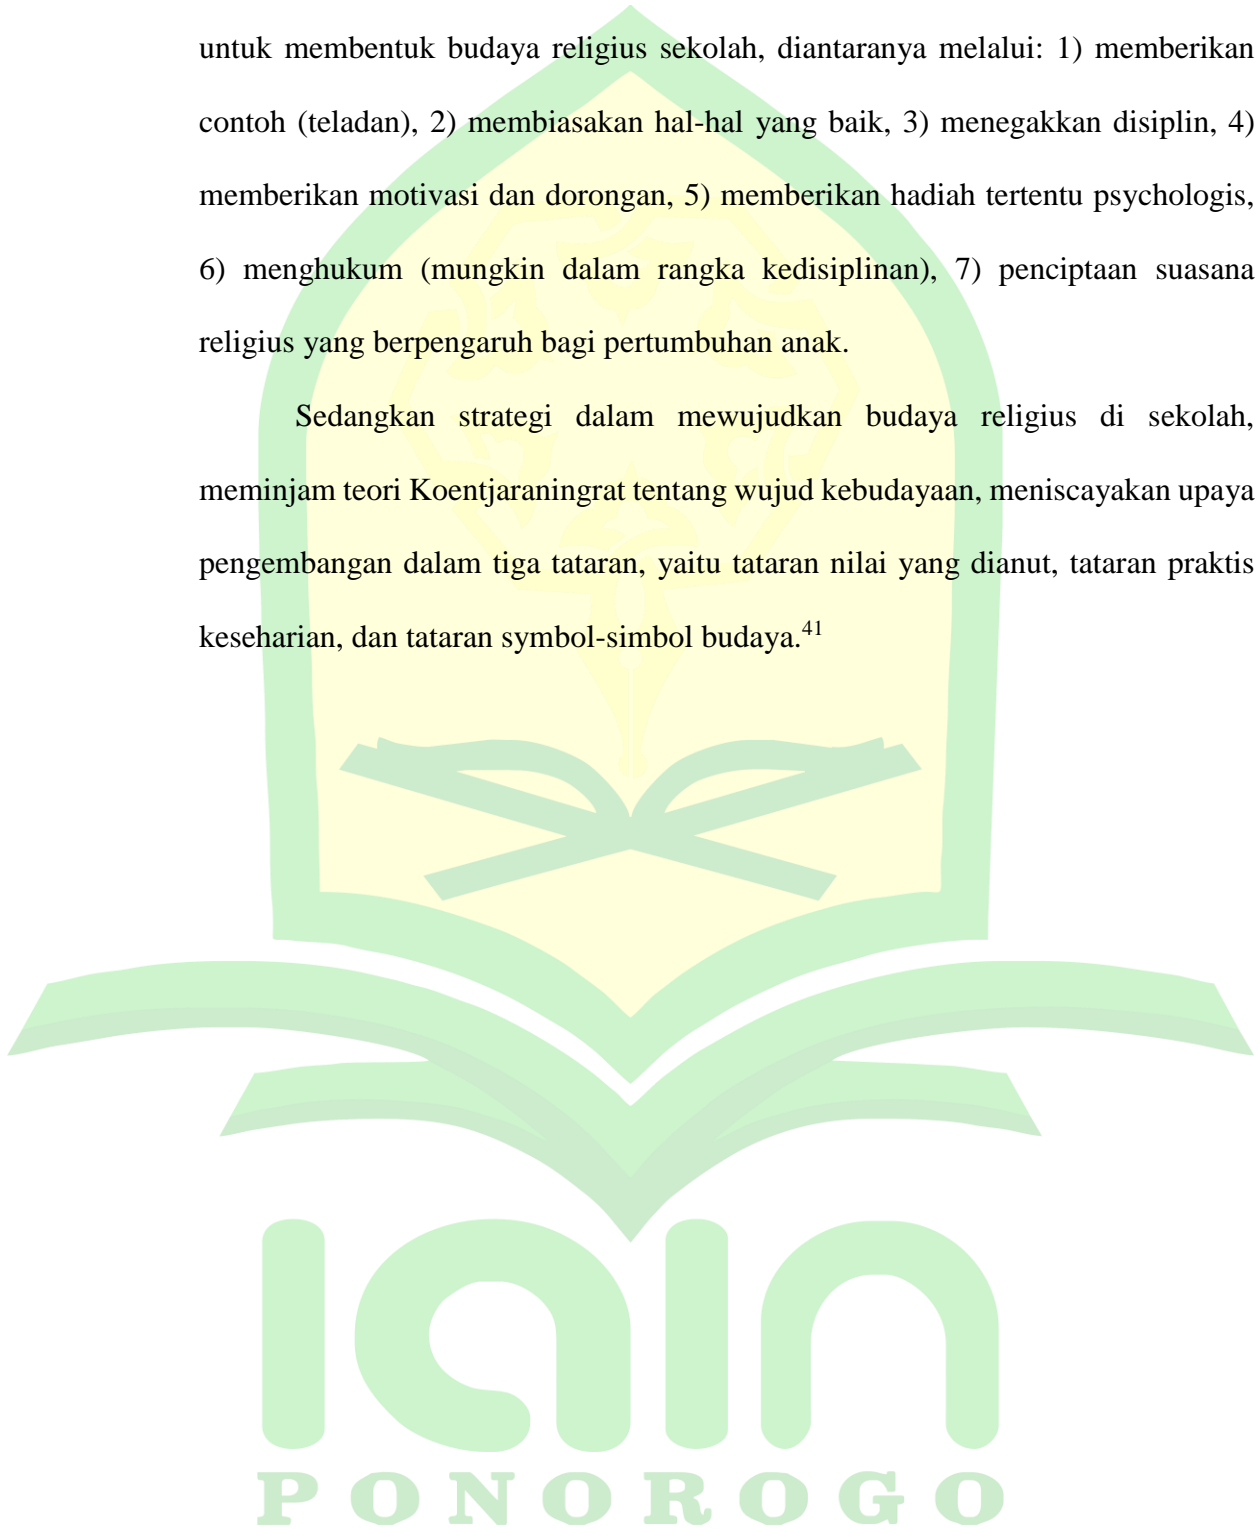 untuk membentuk budaya religius sekolah, diantaranya melalui: 1) memberikan
contoh (teladan), 2) membiasakan hal-hal yang baik, 3) menegakkan disiplin, 4)
memberikan motivasi dan dorongan, 5) memberikan hadiah tertentu psychologis,
6) menghukum (mungkin dalam rangka kedisiplinan), 7) penciptaan suasana
religius yang berpengaruh bagi pertumbuhan anak.
Sedangkan strategi dalam mewujudkan budaya religius di sekolah,
meminjam teori Koentjaraningrat tentang wujud kebudayaan, meniscayakan upaya
pengembangan dalam tiga tataran, yaitu tataran nilai yang dianut, tataran praktis
keseharian, dan tataran symbol-simbol budaya.41
IAIN
PONOROGO